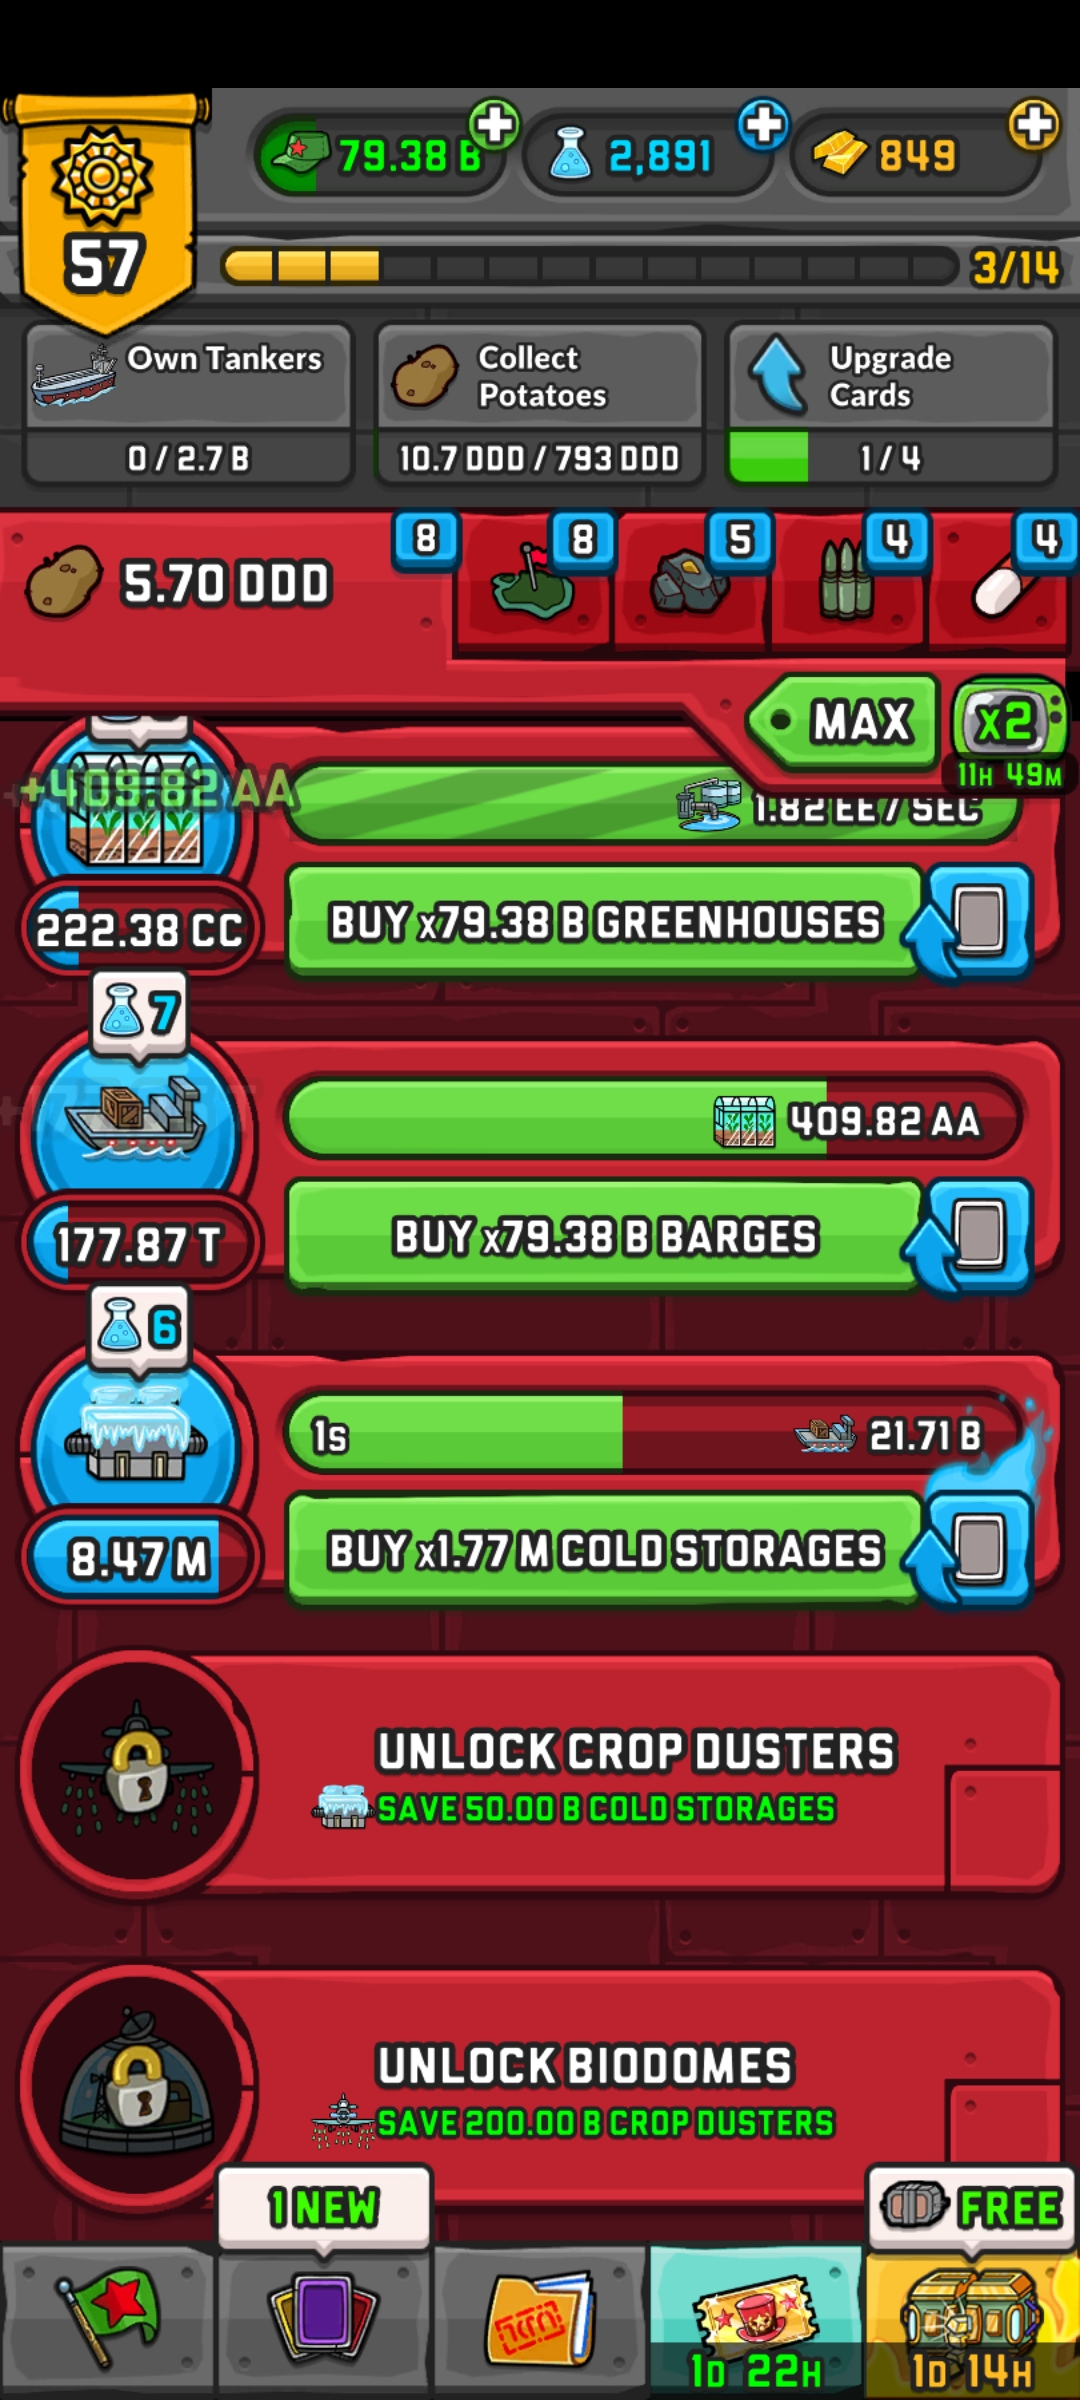 79.38 B
2,891
849
57
3/14
Own Tankers
0 / 2.7 B
Collect
Potatoes
10.7 DDD / 793 DDD
Upgrade
Cards
1 / 4
5.70 DDD
8
8
5
4
4
MAX
x2
11H 49M
+409.82 AA
1.82 EE / SEC
222.38 CC
BUY x79.38 B GREENHOUSES
7
409.82 AA
177.87 T
BUY x79.38 B BARGES
6
1s
21.71 B
8.47 M
BUY x1.77 M COLD STORAGES
UNLOCK CROP DUSTERS
SAVE 50.00 B COLD STORAGES
UNLOCK BIODOMES
SAVE 200.00 B CROP DUSTERS
1 NEW
FREE
1D 22H
1D 14H